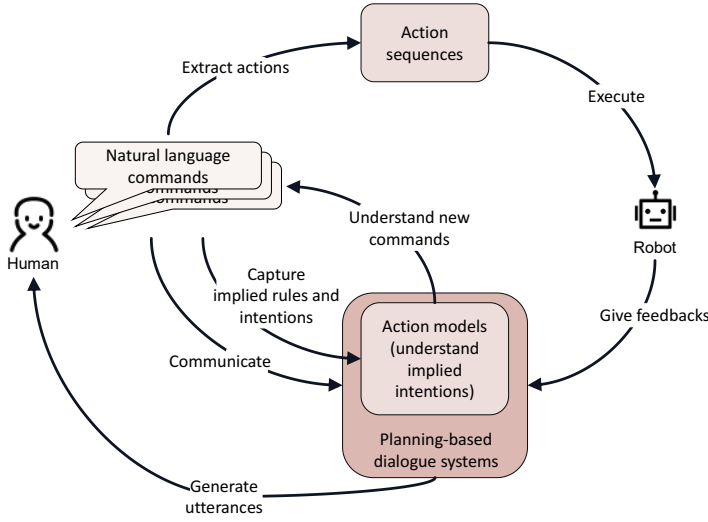 Action
sequences
Extract actions
Execute
Natural language
commands
commands
commands
Understand new
commands
Human
Robot
Capture
implied rules and
intentions
Give feedbacks
Action models
(understand
implied
intentions)
Communicate
Planning-based
dialogue systems
Generate
utterances